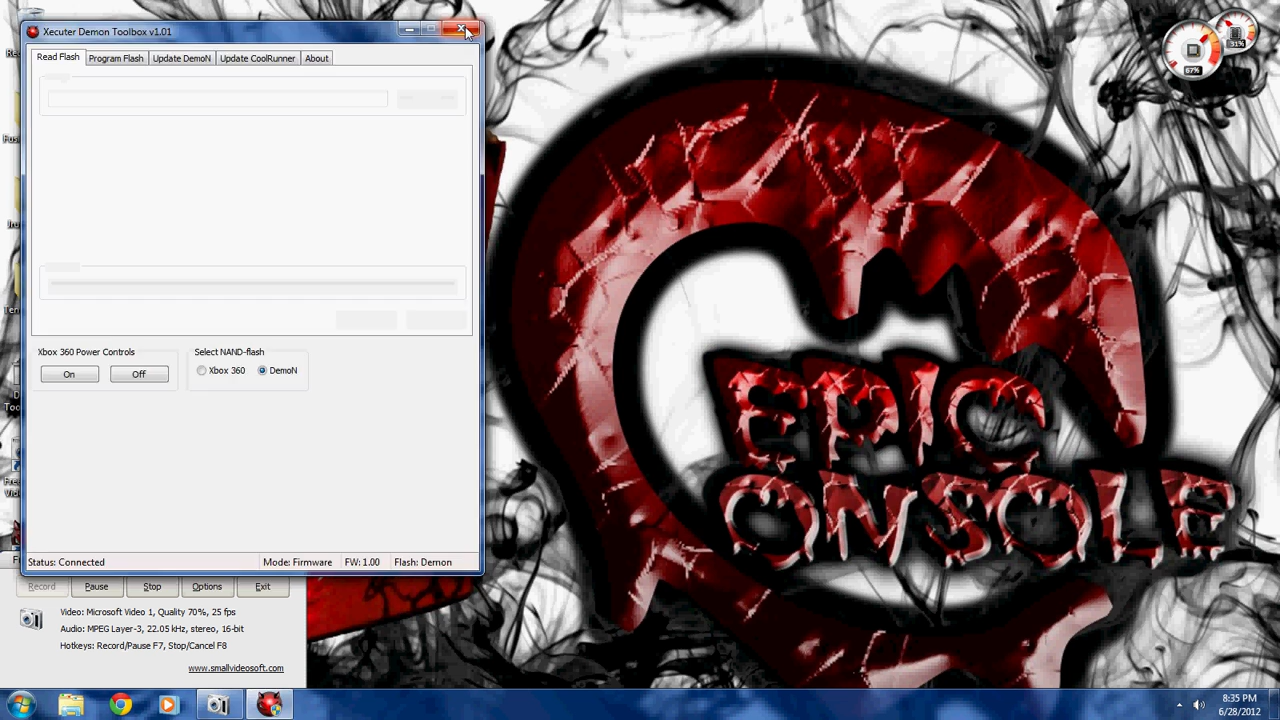 Xecuter Demon Toolbox v1.01
Read Flash
Program Flash
Update DemoN
Update CoolRunner
About
Xbox 360 Power Controls
On
Off
Select NAND-flash
Xbox 360
DemoN
Status: Connected
Mode: Firmware
FW: 1.00
Flash: Demon
Record
Pause
Stop
Options
Exit
Video: Microsoft Video 1, Quality 70%, 25 fps
Audio: MPEG Layer-3, 22.05 kHz, stereo, 16-bit
Hotkeys: Record/Pause F7, Stop/Cancel F8
www.smallvideosoft.com
67%
31%
EPIC
CONSOLE
8:35 PM
6/28/2012